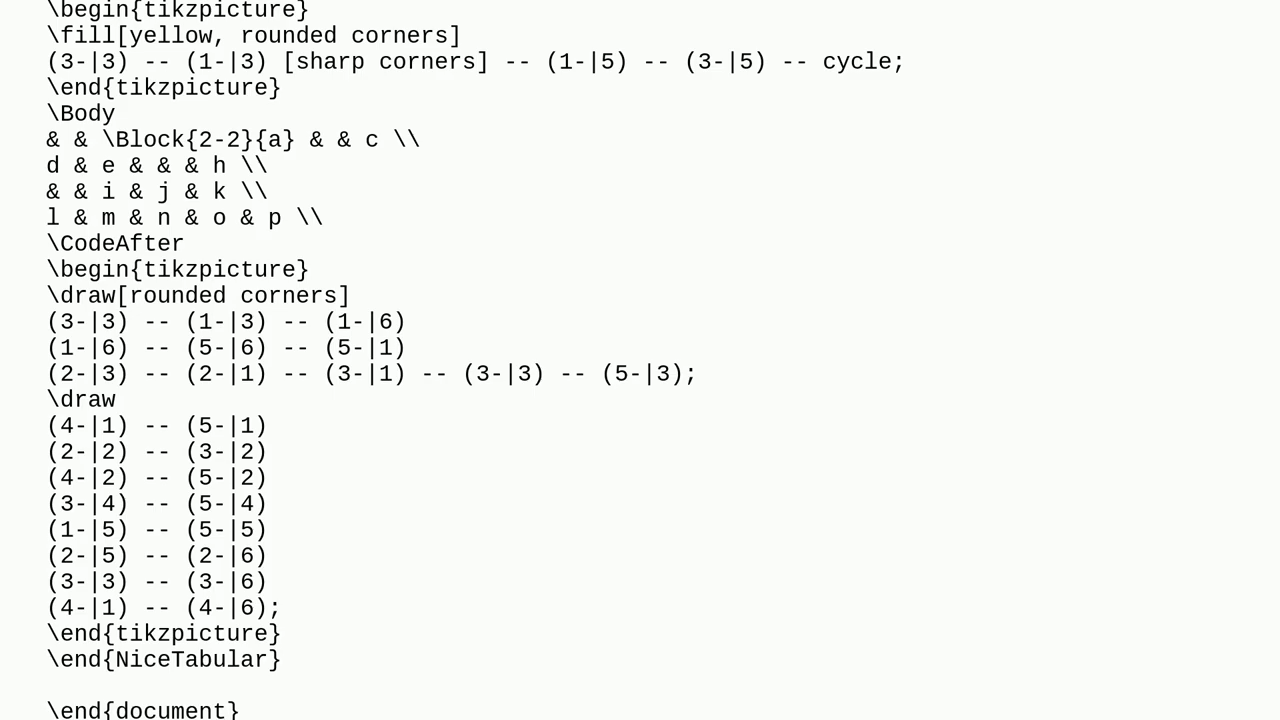 \begin{tikzpicture}
\fill[yellow, rounded corners]
(3-|3) -- (1-|3) [sharp corners] -- (1-|5) -- (3-|5) -- cycle;
\end{tikzpicture}
\Body
& & \Block{2-2}{a} & & c \\
d & e & & & h \\
& & i & j & k \\
l & m & n & o & p \\
\CodeAfter
\begin{tikzpicture}
\draw[rounded corners]
(3-|3) -- (1-|3) -- (1-|6)
(1-|6) -- (5-|6) -- (5-|1)
(2-|3) -- (2-|1) -- (3-|1) -- (3-|3) -- (5-|3);
\draw
(4-|1) -- (5-|1)
(2-|2) -- (3-|2)
(4-|2) -- (5-|2)
(3-|4) -- (5-|4)
(1-|5) -- (5-|5)
(2-|5) -- (2-|6)
(3-|3) -- (3-|6)
(4-|1) -- (4-|6);
\end{tikzpicture}
\end{NiceTabular}
\end{document}